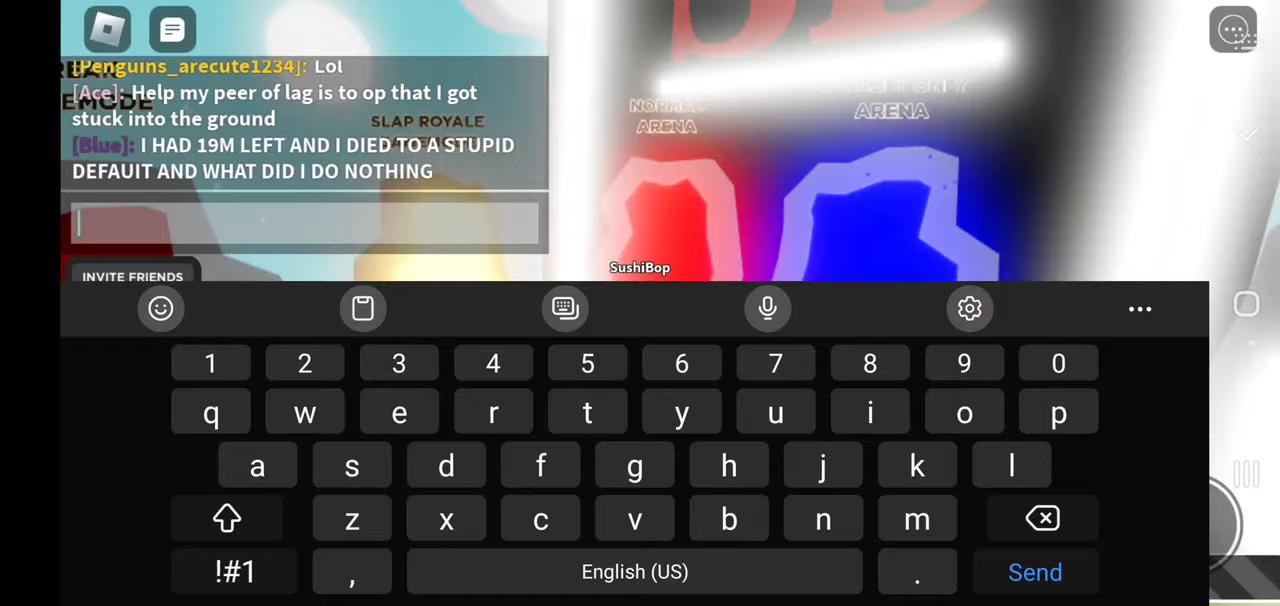 [Penguins_arecute1234]: Lol
[Ace]: Help my peer of lag is to op that I got
stuck into the ground
SLAP ROYALE
[Blue]: I HAD 19M LEFT AND I DIED TO A STUPID
DEFAUIT AND WHAT DID I DO NOTHING
NORMAL
ARENA
ARENA
INVITE FRIENDS
SushiBop
1 2 3 4 5 6 7 8 9 0
q w e r t y u i o p
a s d f g h j k l
z x c v b n m
!#1 , English (US) . Send